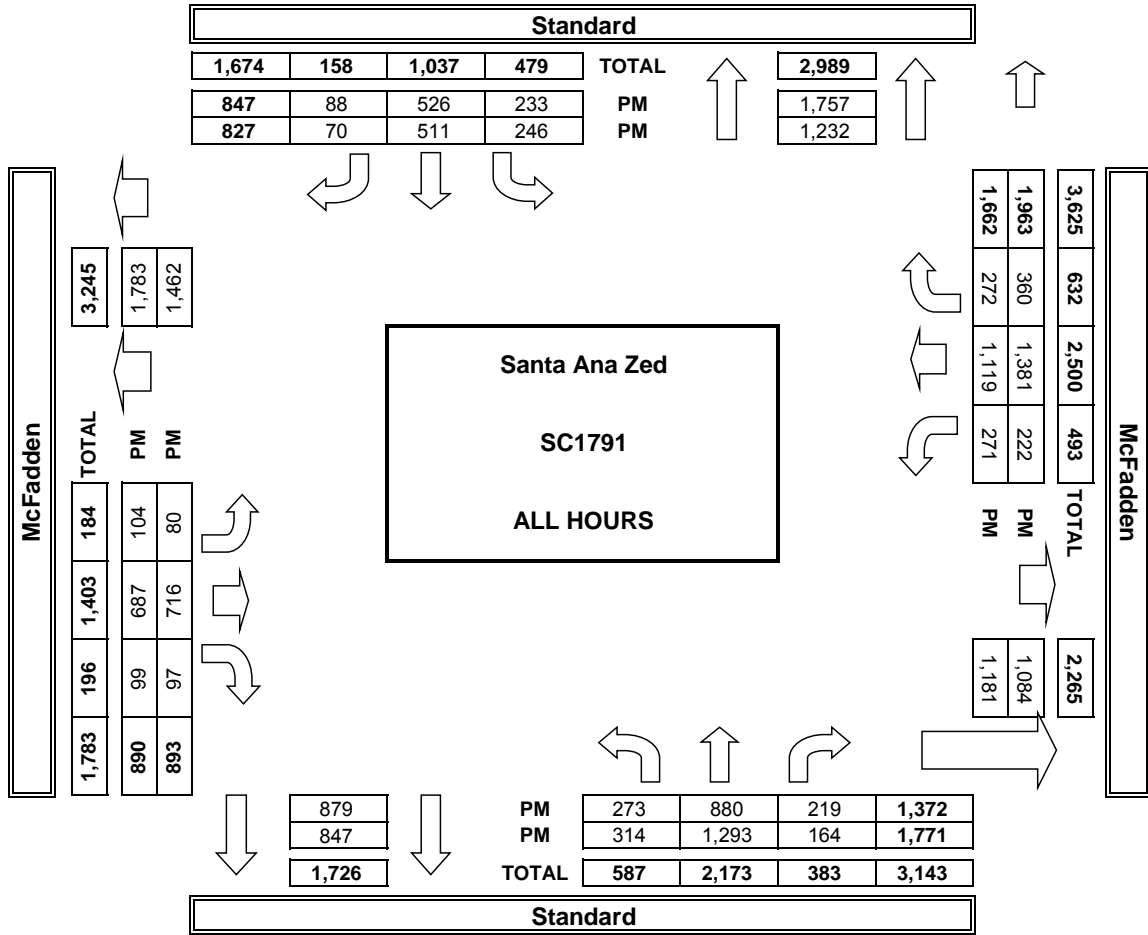 Standard
1,674 158 1,037 479 TOTAL 2,989
847 88 526 233 PM 1,757
827 70 511 246 PM 1,232
McFadden
3,245
1,783
1,462
TOTAL
PM
PM
184 1,403 196 1,783
104 687 99 890
80 716 97 893
Santa Ana Zed
SC1791
ALL HOURS
3,625 632 2,500 493 TOTAL
1,963 360 1,381 222 PM
1,662 272 1,119 271 PM
2,265
1,084
1,181
McFadden
879 PM 273 880 219 1,372
847 PM 314 1,293 164 1,771
1,726 TOTAL 587 2,173 383 3,143
Standard